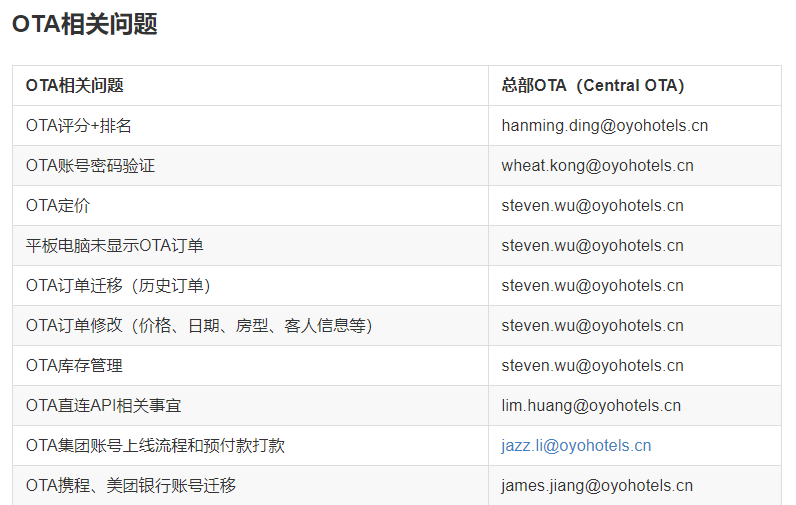 OTA相关问题
OTA相关问题 总部OTA（Central OTA）
OTA评分+排名 hanming.ding@oyohotels.cn
OTA账号密码验证 wheat.kong@oyohotels.cn
OTA定价 steven.wu@oyohotels.cn
平板电脑未显示OTA订单 steven.wu@oyohotels.cn
OTA订单迁移（历史订单） steven.wu@oyohotels.cn
OTA订单修改（价格、日期、房型、客人信息等） steven.wu@oyohotels.cn
OTA库存管理 steven.wu@oyohotels.cn
OTA直连API相关事宜 lim.huang@oyohotels.cn
OTA集团账号上线流程和预付款打款 jazz.li@oyohotels.cn
OTA携程、美团银行账号迁移 james.jiang@oyohotels.cn